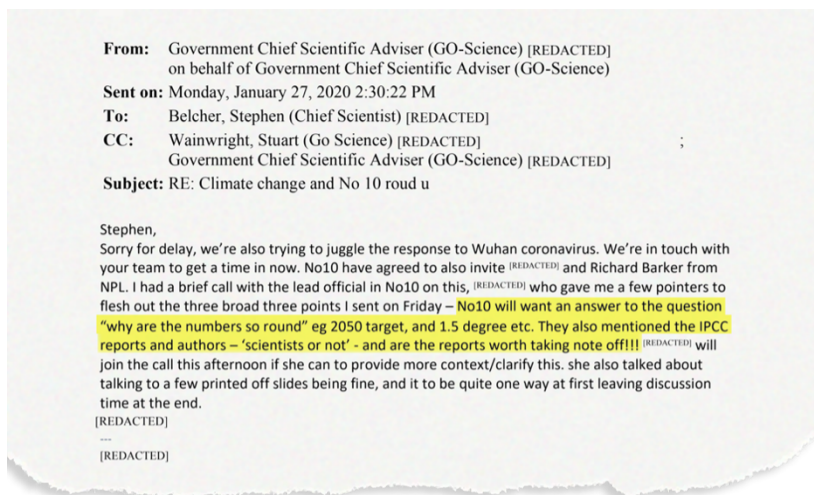 From: Government Chief Scientific Adviser (GO-Science) [REDACTED]
on behalf of Government Chief Scientific Adviser (GO-Science)
Sent on: Monday, January 27, 2020 2:30:22 PM
To: Belcher, Stephen (Chief Scientist) [REDACTED]
CC: Wainwright, Stuart (Go Science) [REDACTED] ;
Government Chief Scientific Adviser (GO-Science) [REDACTED]
Subject: RE: Climate change and No 10 roud u
Stephen,
Sorry for delay, we're also trying to juggle the response to Wuhan coronavirus. We're in touch with
your team to get a time in now. No10 have agreed to also invite [REDACTED] and Richard Barker from
NPL. I had a brief call with the lead official in No10 on this, [REDACTED] who gave me a few pointers to
flesh out the three broad three points I sent on Friday – No10 will want an answer to the question
"why are the numbers so round" eg 2050 target, and 1.5 degree etc. They also mentioned the IPCC
reports and authors – 'scientists or not' - and are the reports worth taking note off!!! [REDACTED] will
join the call this afternoon if she can to provide more context/clarify this. she also talked about
talking to a few printed off slides being fine, and it to be quite one way at first leaving discussion
time at the end.
[REDACTED]
---
[REDACTED]